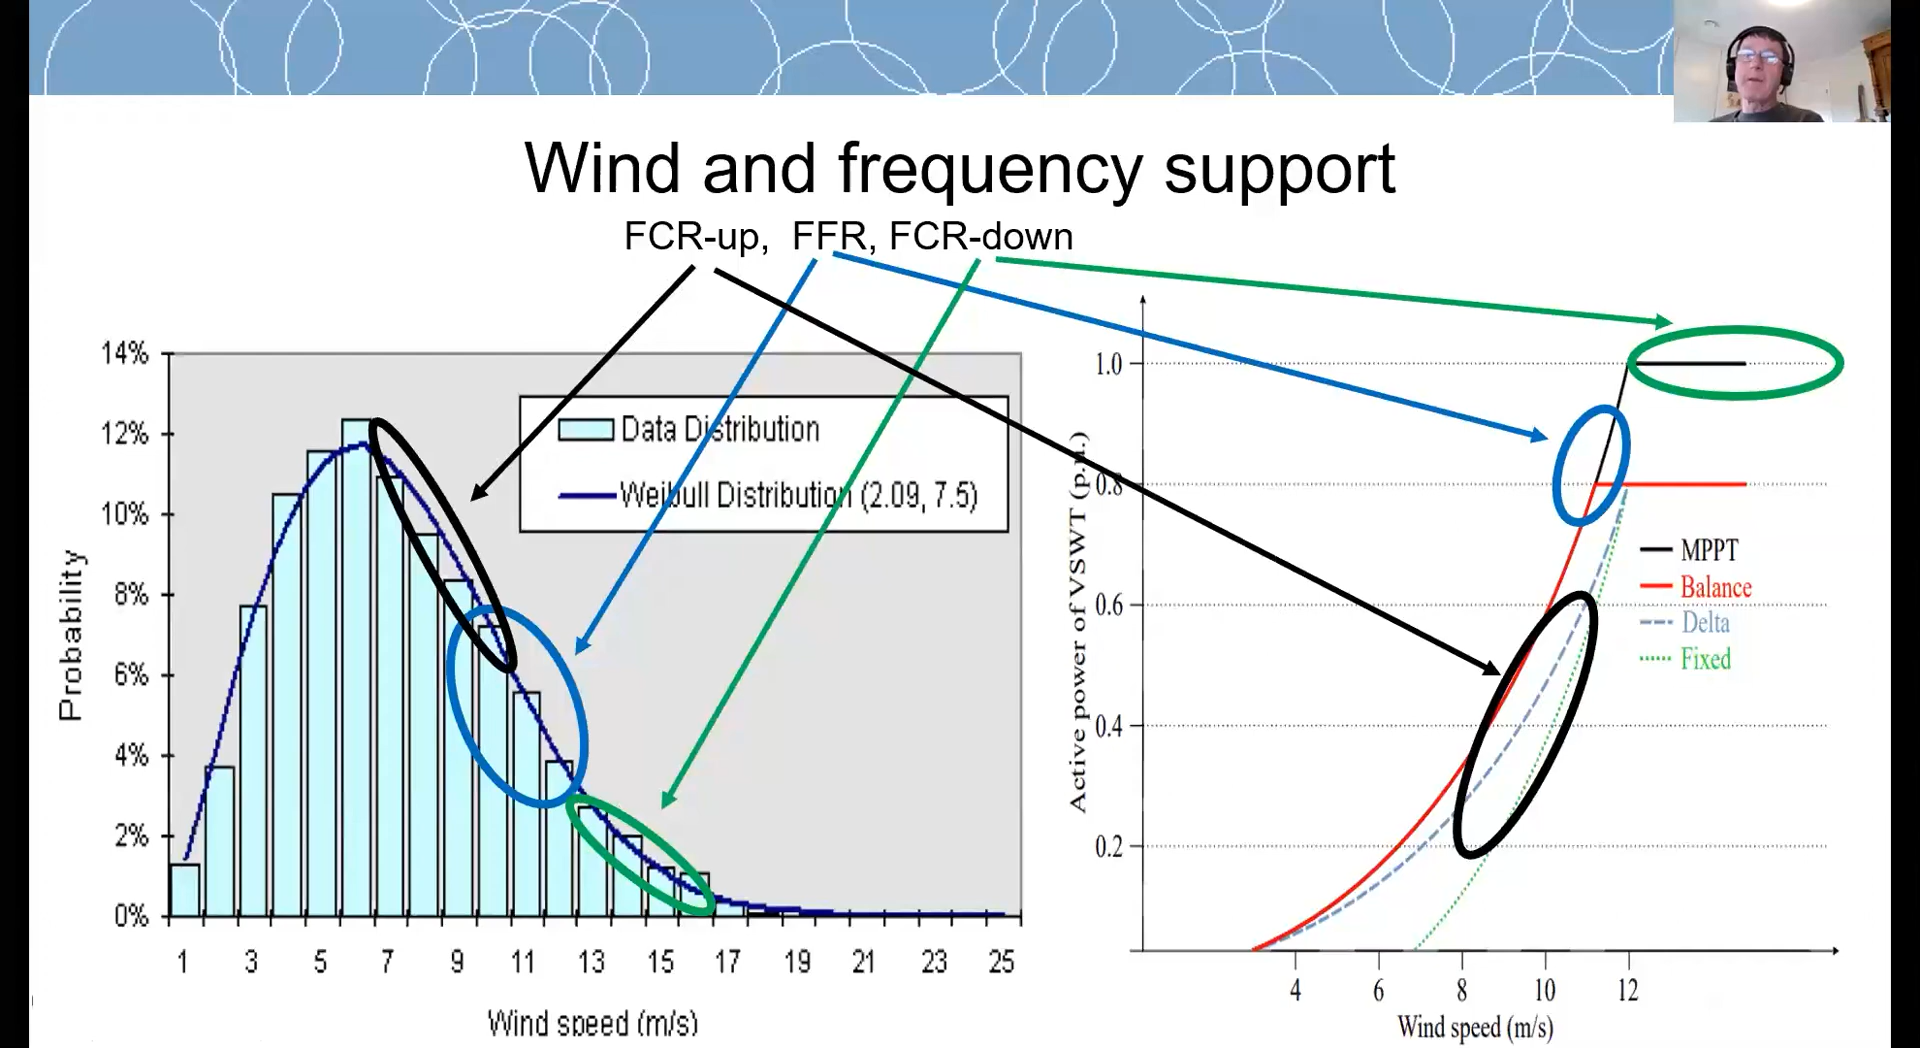 Wind and frequency support
FCR-up, FFR, FCR-down
14%
12%
10%
8%
6%
4%
2%
0%
Probability
Data Distribution
Weibull Distribution (2.09, 7.5)
1 3 5 7 9 11 13 15 17 19 21 23 25
Wind speed (m/s)
1.0
0.8
0.6
0.4
0.2
Active power of VSWT (p.u.)
MPPT
Balance
Delta
Fixed
4 6 8 10 12
Wind speed (m/s)